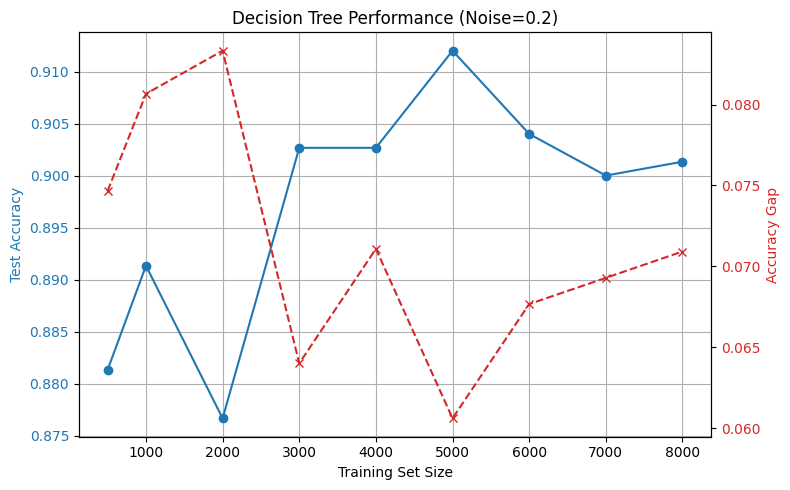 Decision Tree Performance (Noise=0.2)
Test Accuracy
0.910
0.905
0.900
0.895
0.890
0.885
0.880
0.875
0.080
0.075
0.070
0.065
0.060
Accuracy Gap
1000 2000 3000 4000 5000 6000 7000 8000
Training Set Size